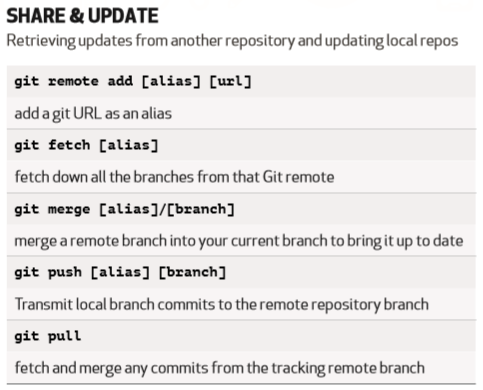 SHARE & UPDATE
Retrieving updates from another repository and updating local repos
git remote add [alias] [url]
add a git URL as an alias
git fetch [alias]
fetch down all the branches from that Git remote
git merge [alias]/[branch]
merge a remote branch into your current branch to bring it up to date
git push [alias] [branch]
Transmit local branch commits to the remote repository branch
git pull
fetch and merge any commits from the tracking remote branch